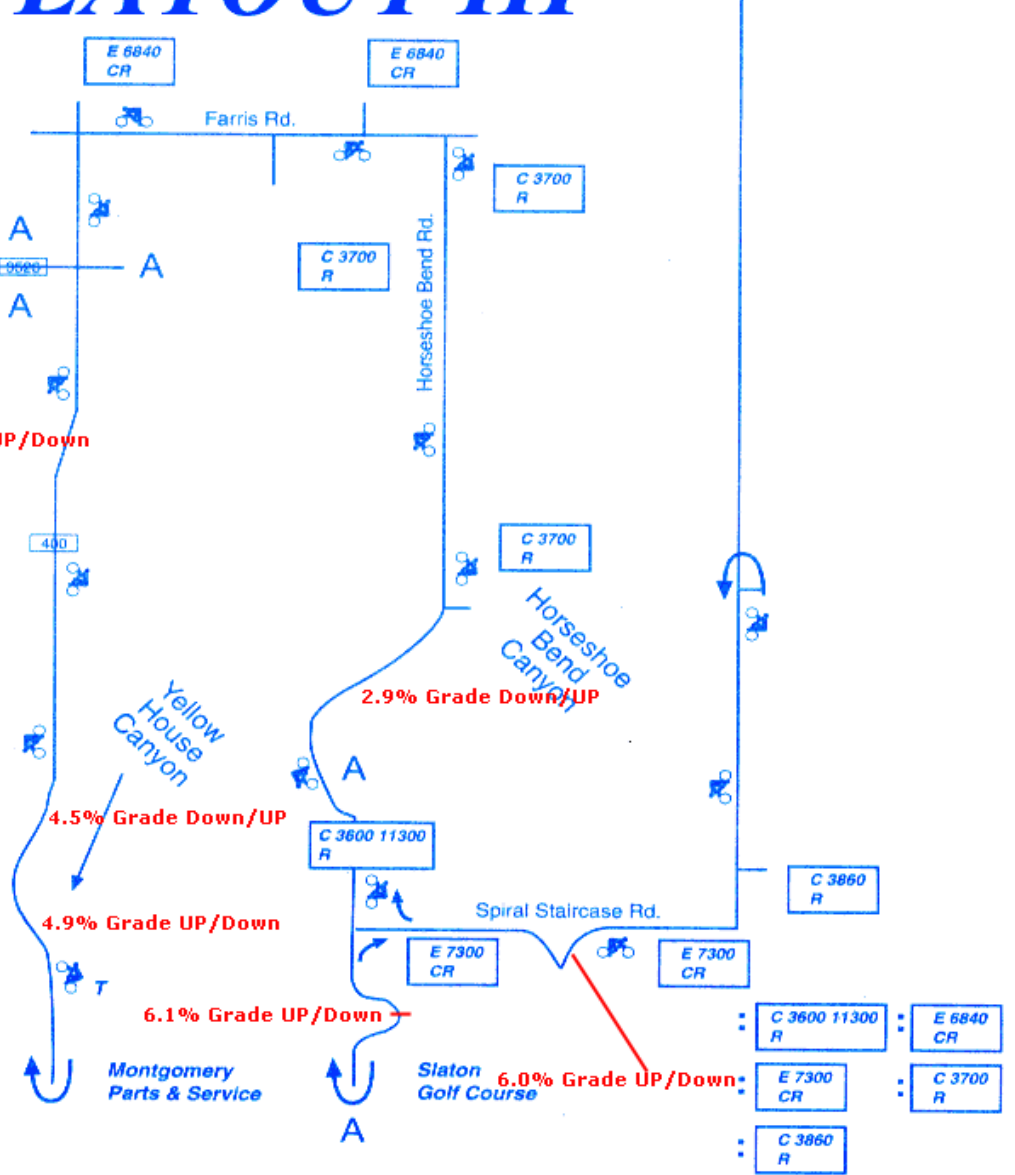 LAYOUT III
E 6840
CR
E 6840
CR
Farris Rd.
C 3700
R
A
A
C 3700
R
Horseshoe Bend Rd.
A
UP/Down
400
C 3700
R
Horseshoe
Bend
Canyon
2.9% Grade Down/UP
Yellow
House
Canyon
A
4.5% Grade Down/UP
C 3600 11300
R
C 3860
R
4.9% Grade UP/Down
Spiral Staircase Rd.
E 7300
CR
E 7300
CR
T
6.1% Grade UP/Down
C 3600 11300
R
E 6840
CR
Montgomery
Parts & Service
Slaton
Golf Course
6.0% Grade UP/Down
E 7300
CR
C 3700
R
A
C 3860
R